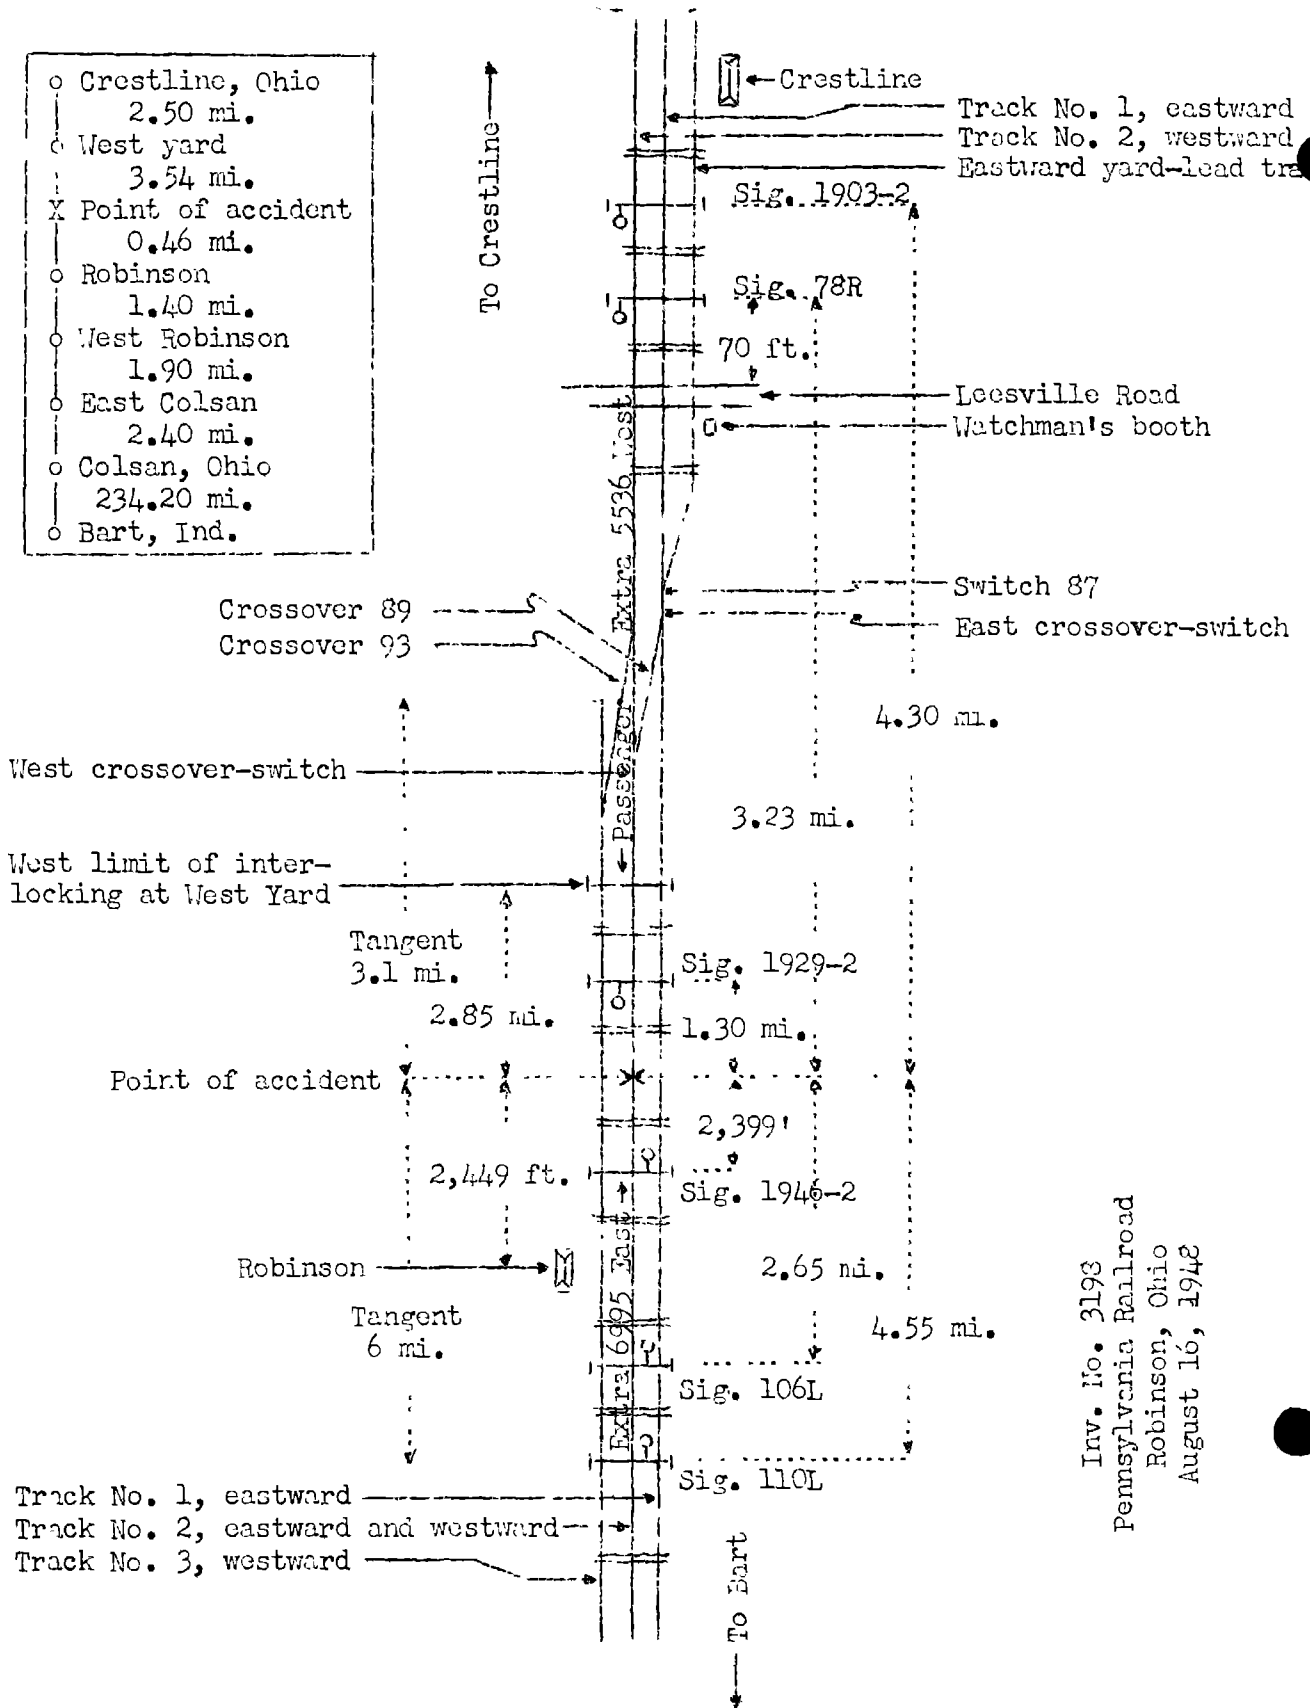 Crestline, Ohio
2.50 mi.
West yard
3.54 mi.
X Point of accident
0.46 mi.
Robinson
1.40 mi.
West Robinson
1.90 mi.
East Colsan
2.40 mi.
Colsan, Ohio
234.20 mi.
Bart, Ind.
To Crestline
Crestline
Track No. 1, eastward
Track No. 2, westward
Eastward yard-lead tra
Sig. 1903-2
Sig. 78R
70 ft.
Leesville Road
Watchman's booth
Passenger Extra 5536 West
Switch 87
East crossover-switch
Crossover 89
Crossover 93
4.30 mi.
West crossover-switch
3.23 mi.
West limit of inter-
locking at West Yard
Tangent
3.1 mi.
Sig. 1929-2
2.85 mi.
1.30 mi.
Point of accident
2,399'
2,449 ft.
Sig. 1946-2
Robinson
2.65 mi.
Extra 6995 East
Tangent
6 mi.
4.55 mi.
Sig. 106L
Sig. 110L
Track No. 1, eastward
Track No. 2, eastward and westward
Track No. 3, westward
To Bart
Inv. No. 3193
Pennsylvania Railroad
Robinson, Ohio
August 16, 1948